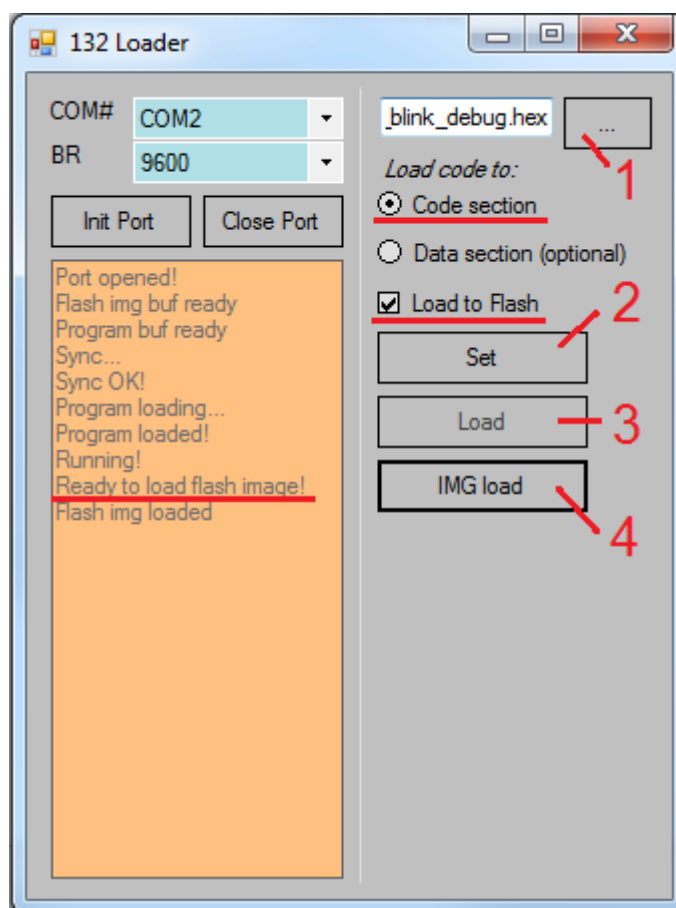 132 Loader
COM#
COM2
BR
9600
Init Port
Close Port
Port opened!
Flash img buf ready
Program buf ready
Sync...
Sync OK!
Program loading...
Program loaded!
Running!
Ready to load flash image!
Flash img loaded
_blink_debug.hex
...
1
Load code to:
Code section
Data section (optional)
Load to Flash
2
Set
Load
3
IMG load
4